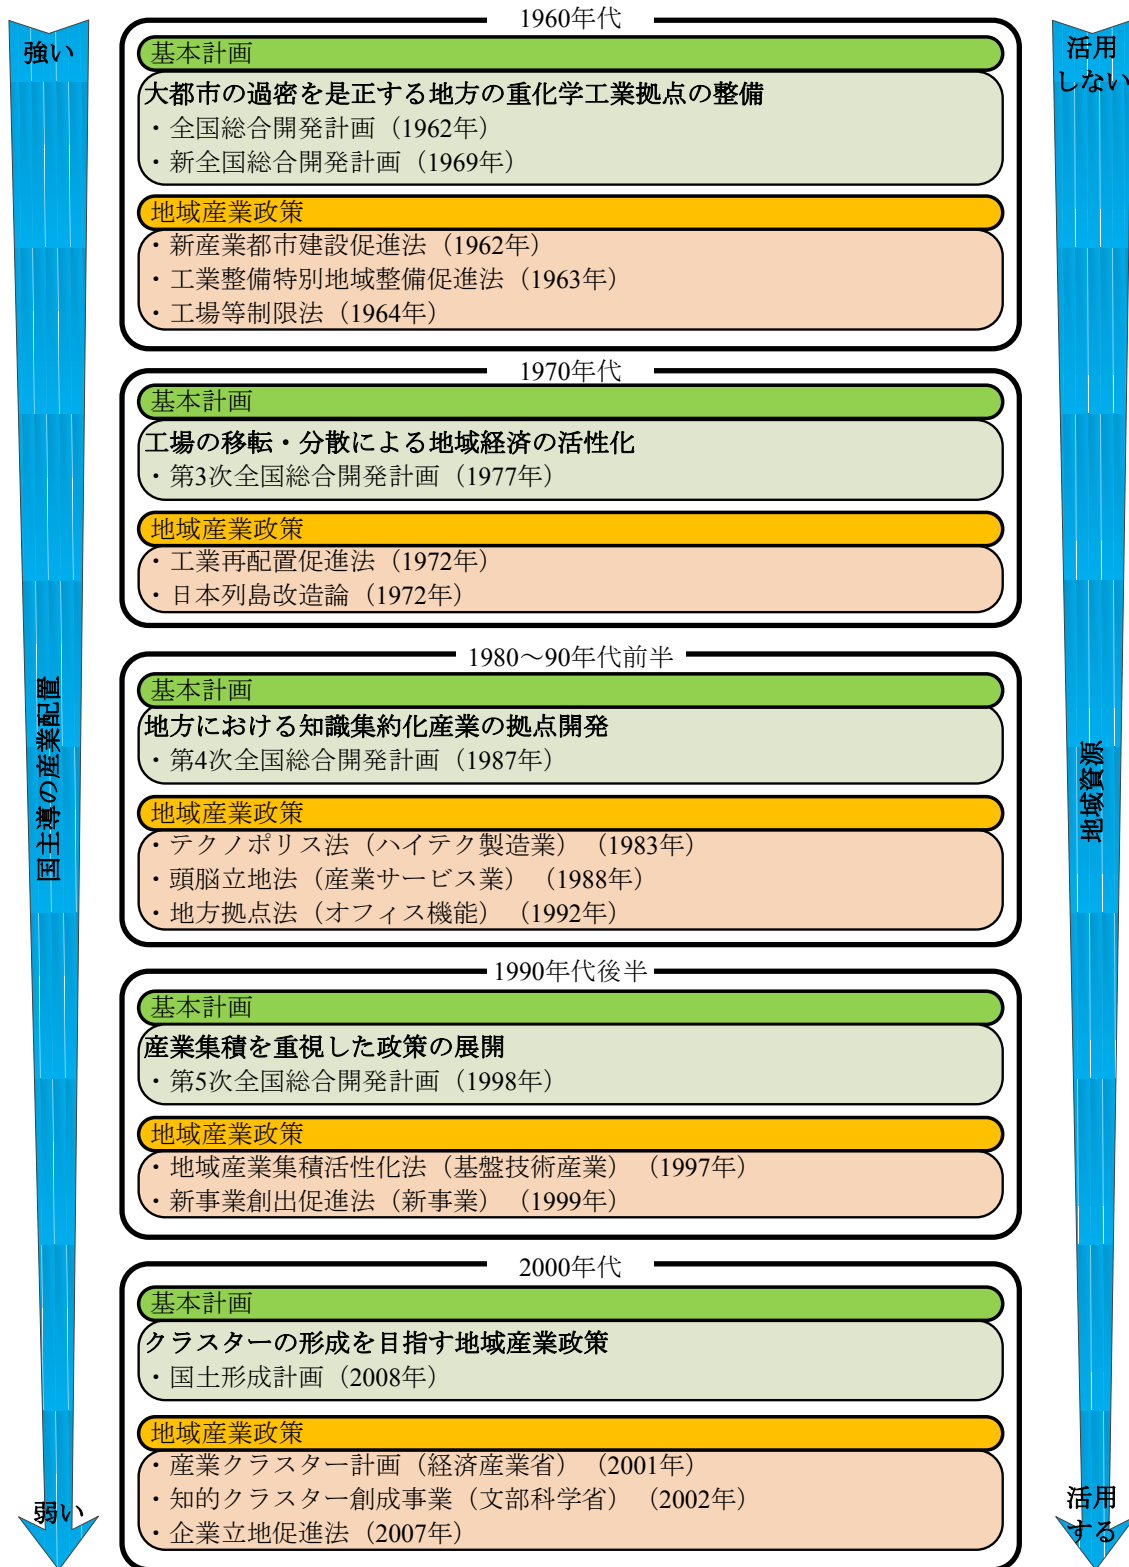 強い
活用
しない
1960年代
基本計画
大都市の過密を是正する地方の重化学工業拠点の整備
・全国総合開発計画（1962年）
・新全国総合開発計画（1969年）
地域産業政策
・新産業都市建設促進法（1962年）
・工業整備特別地域整備促進法（1963年）
・工場等制限法（1964年）
1970年代
基本計画
工場の移転・分散による地域経済の活性化
・第3次全国総合開発計画（1977年）
地域産業政策
・工業再配置促進法（1972年）
・日本列島改造論（1972年）
国主導の産業配置
地域資源
1980～90年代前半
基本計画
地方における知識集約化産業の拠点開発
・第4次全国総合開発計画（1987年）
地域産業政策
・テクノポリス法（ハイテク製造業）（1983年）
・頭脳立地法（産業サービス業）（1988年）
・地方拠点法（オフィス機能）（1992年）
1990年代後半
基本計画
産業集積を重視した政策の展開
・第5次全国総合開発計画（1998年）
地域産業政策
・地域産業集積活性化法（基盤技術産業）（1997年）
・新事業創出促進法（新事業）（1999年）
2000年代
基本計画
クラスターの形成を目指す地域産業政策
・国土形成計画（2008年）
地域産業政策
・産業クラスター計画（経済産業省）（2001年）
・知的クラスター創成事業（文部科学省）（2002年）
・企業立地促進法（2007年）
弱い
活用
する